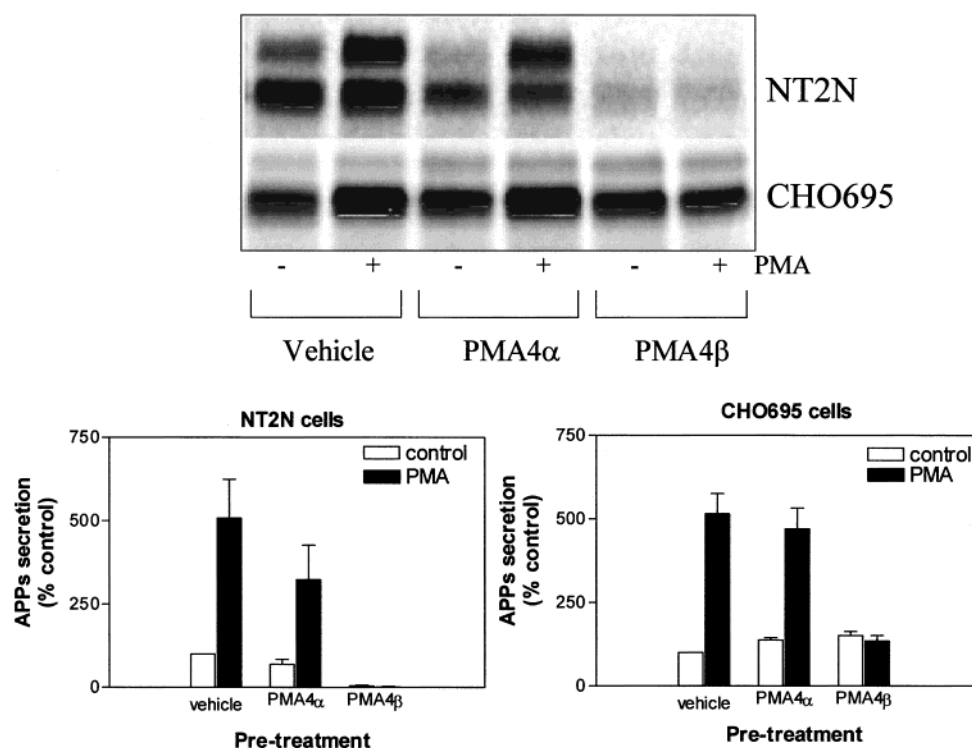 NT2N
CHO695
- + - + - + PMA
Vehicle PMA4α PMA4β
NT2N cells
750
500
250
0
APPs secretion
(% control)
control
PMA
vehicle PMA4α PMA4β
Pre-treatment
CHO695 cells
750
500
250
0
APPs secretion
(% control)
control
PMA
vehicle PMA4α PMA4β
Pre-treatment